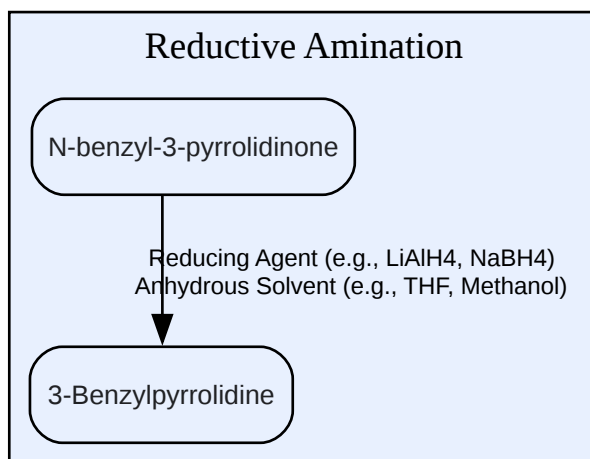 Reductive Amination
N-benzyl-3-pyrrolidinone
Reducing Agent (e.g., LiAlH4, NaBH4)
Anhydrous Solvent (e.g., THF, Methanol)
3-Benzylpyrrolidine